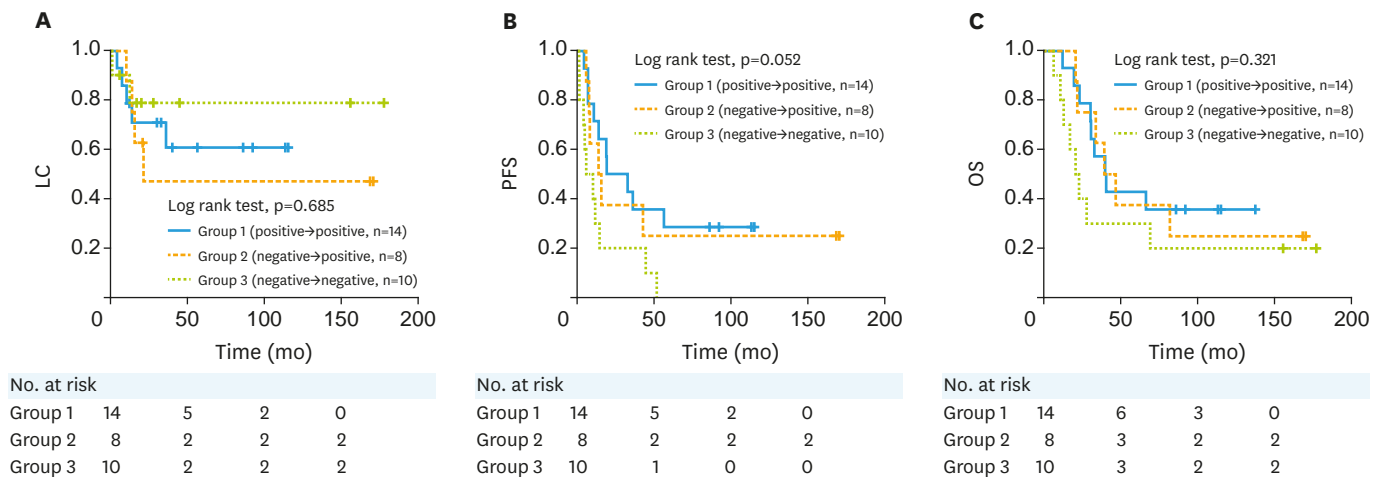 A
1.0
0.8
0.6
0.4
0.2
LC
Log rank test, p=0.685
Group 1 (positive→positive, n=14)
Group 2 (negative→positive, n=8)
Group 3 (negative→negative, n=10)
0 50 100 150 200
Time (mo)
No. at risk
Group 1 14 5 2 0
Group 2 8 2 2 2
Group 3 10 2 2 2
B
1.0
0.8
0.6
0.4
0.2
PFS
Log rank test, p=0.052
Group 1 (positive→positive, n=14)
Group 2 (negative→positive, n=8)
Group 3 (negative→negative, n=10)
0 50 100 150 200
Time (mo)
No. at risk
Group 1 14 5 2 0
Group 2 8 2 2 2
Group 3 10 1 0 0
C
1.0
0.8
0.6
0.4
0.2
OS
Log rank test, p=0.321
Group 1 (positive→positive, n=14)
Group 2 (negative→positive, n=8)
Group 3 (negative→negative, n=10)
0 50 100 150 200
Time (mo)
No. at risk
Group 1 14 6 3 0
Group 2 8 3 2 2
Group 3 10 3 2 2